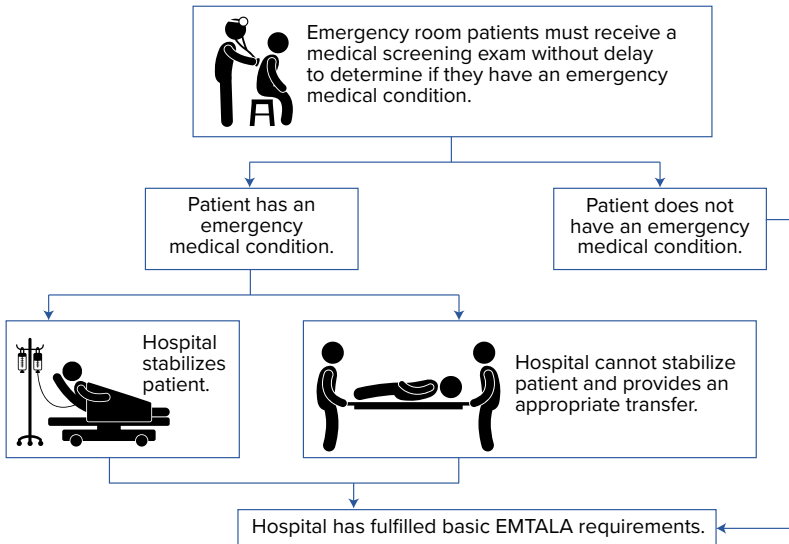 Emergency room patients must receive a
medical screening exam without delay
to determine if they have an emergency
medical condition.
Patient has an
emergency
medical condition.
Patient does not
have an emergency
medical condition.
Hospital
stabilizes
patient.
Hospital cannot stabilize
patient and provides an
appropriate transfer.
Hospital has fulfilled basic EMTALA requirements.